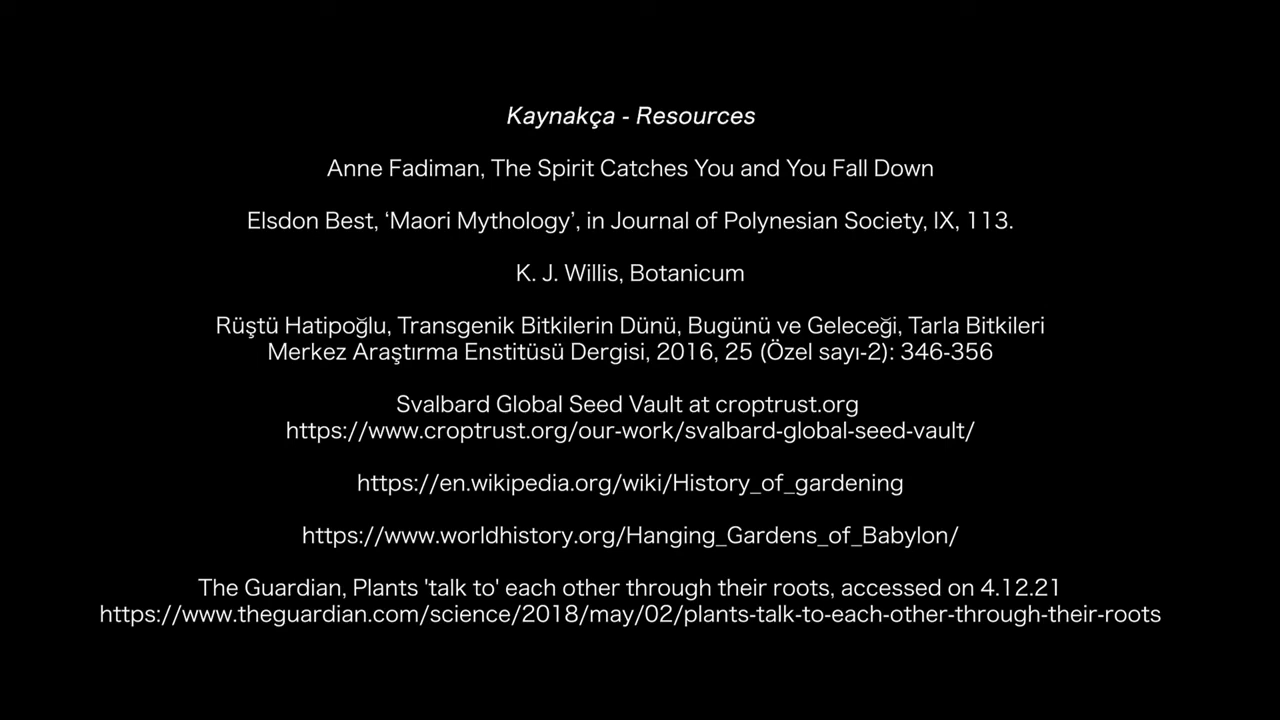 Kaynakça - Resources
Anne Fadiman, The Spirit Catches You and You Fall Down
Elsdon Best, ‘Maori Mythology’, in Journal of Polynesian Society, IX, 113.
K. J. Willis, Botanicum
Rüştü Hatipoğlu, Transgenik Bitkilerin Dünü, Bugünü ve Geleceği, Tarla Bitkileri
Merkez Araştırma Enstitüsü Dergisi, 2016, 25 (Özel sayı-2): 346-356
Svalbard Global Seed Vault at croptrust.org
https://www.croptrust.org/our-work/svalbard-global-seed-vault/
https://en.wikipedia.org/wiki/History_of_gardening
https://www.worldhistory.org/Hanging_Gardens_of_Babylon/
The Guardian, Plants 'talk to' each other through their roots, accessed on 4.12.21
https://www.theguardian.com/science/2018/may/02/plants-talk-to-each-other-through-their-roots